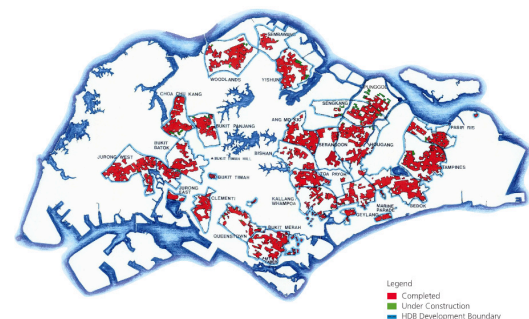 SEMBAWANG
WOODLANDS
YISHUN
PUNGGOL
CHOA CHU KANG
SENGKANG
PASIR RIS
BUKIT PANJANG
ANG MO KIO
SERANGOON
HOUGANG
BUKIT
BATOK
BISHAN
TAMPINES
JURONG WEST
BUKIT TIMAH
TOA PAYOH
JURONG
EAST
CLEMENTI
KALLANG
WHAMPOA
MARINE
PARADE
BEDOK
GEYLANG
BUKIT MERAH
QUEENSTOWN
Legend
Completed
Under Construction
HDB Development Boundary